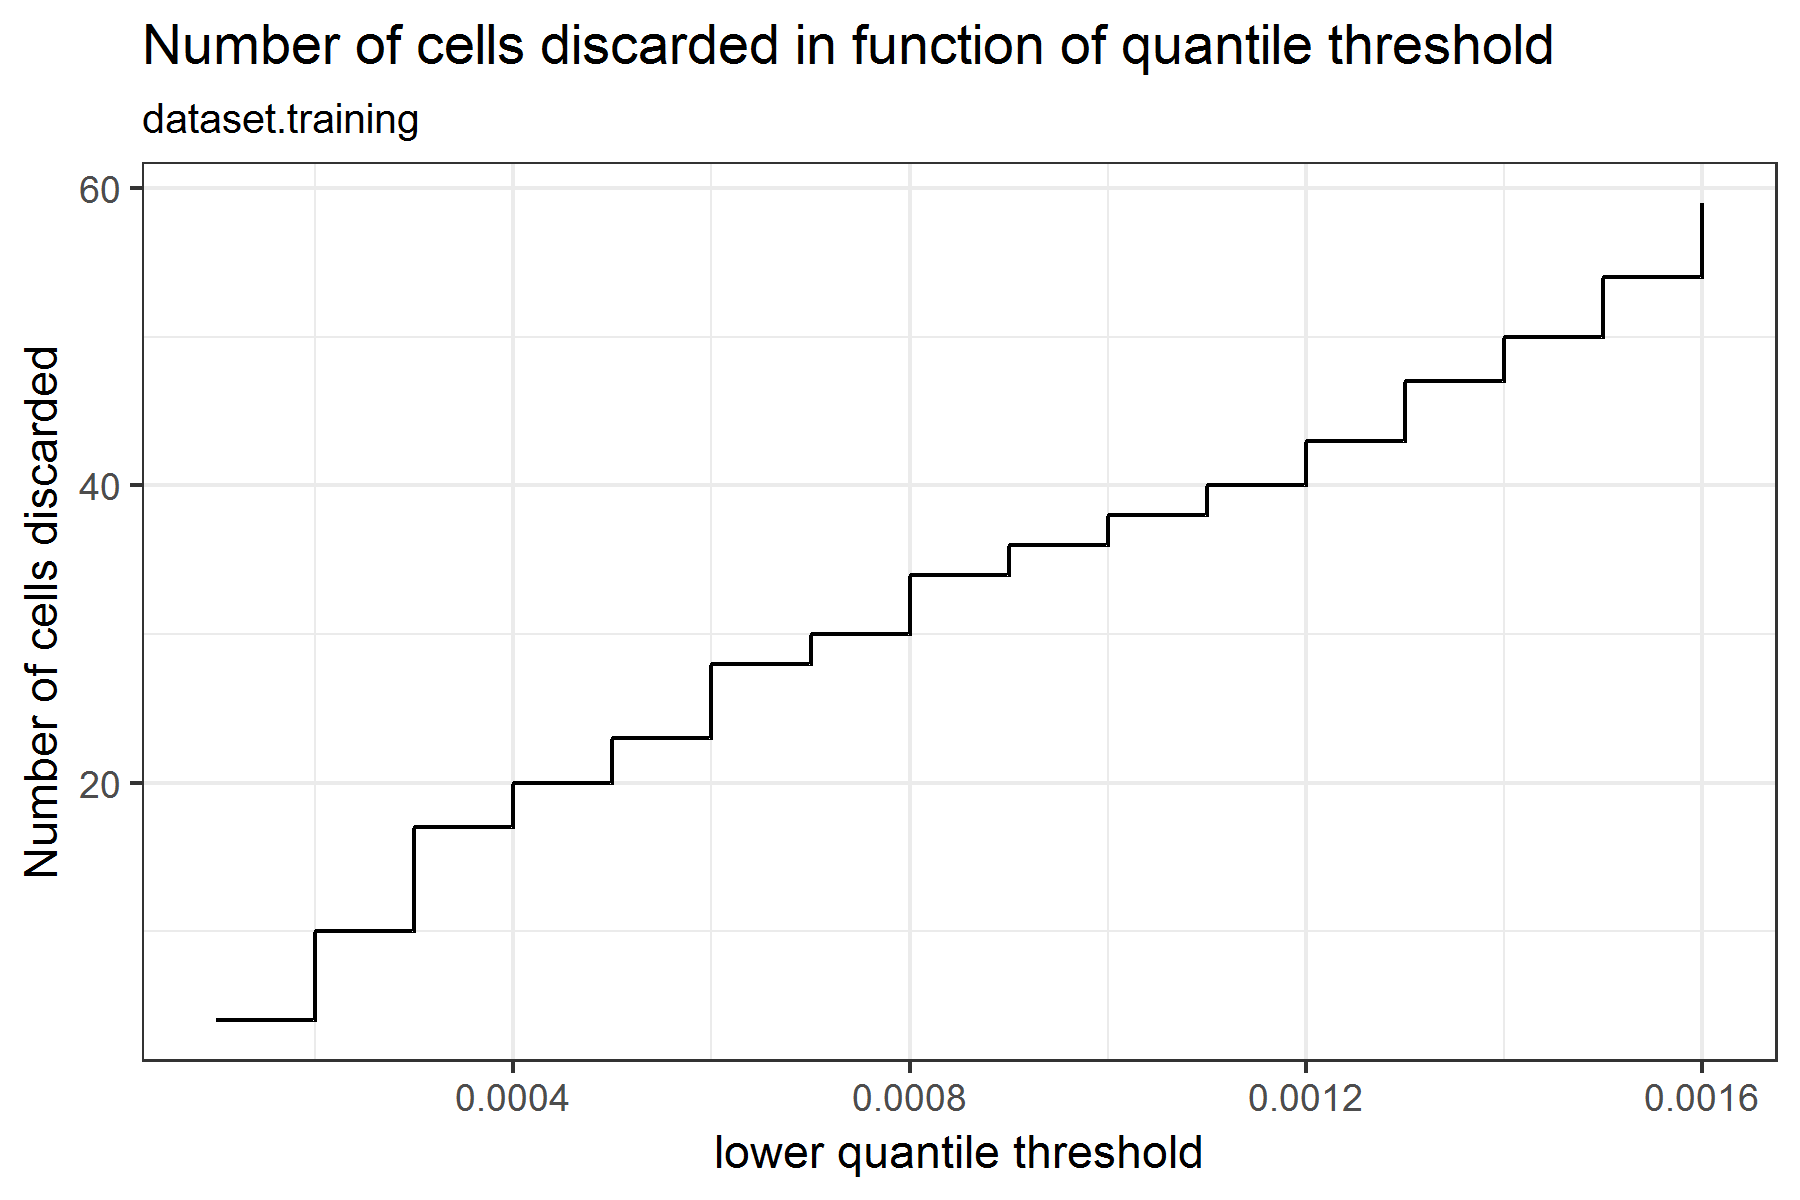 Number of cells discarded in function of quantile threshold
dataset.training
Number of cells discarded
60
40
20
0.0004 0.0008 0.0012 0.0016
lower quantile threshold